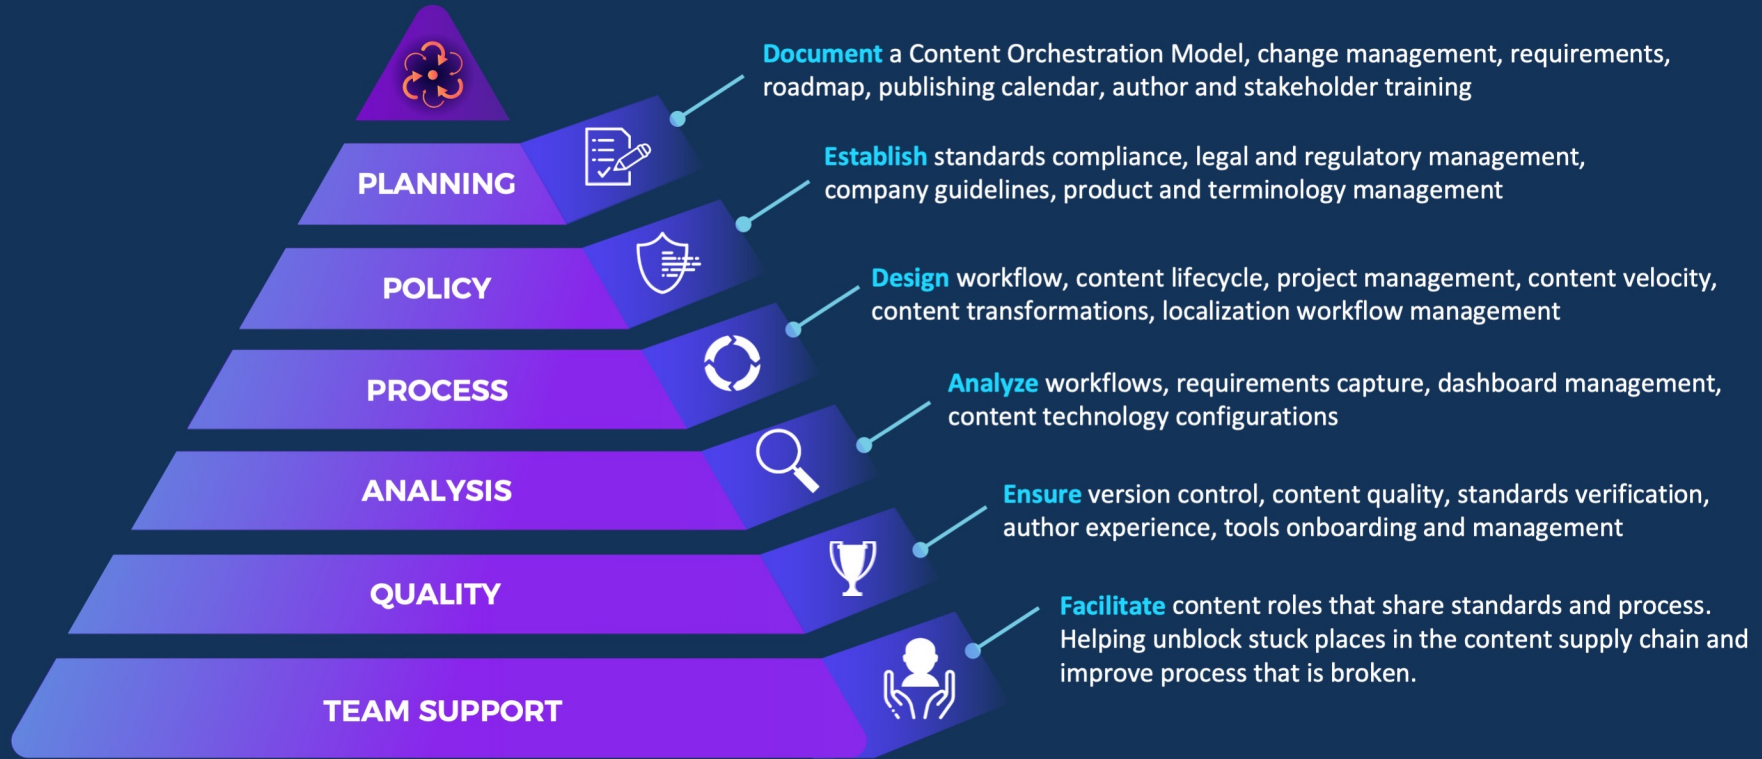 Document a Content Orchestration Model, change management, requirements,
roadmap, publishing calendar, author and stakeholder training
PLANNING
Establish standards compliance, legal and regulatory management,
company guidelines, product and terminology management
POLICY
Design workflow, content lifecycle, project management, content velocity,
content transformations, localization workflow management
PROCESS
Analyze workflows, requirements capture, dashboard management,
content technology configurations
ANALYSIS
Ensure version control, content quality, standards verification,
author experience, tools onboarding and management
QUALITY
Facilitate content roles that share standards and process.
Helping unblock stuck places in the content supply chain and
improve process that is broken.
TEAM SUPPORT